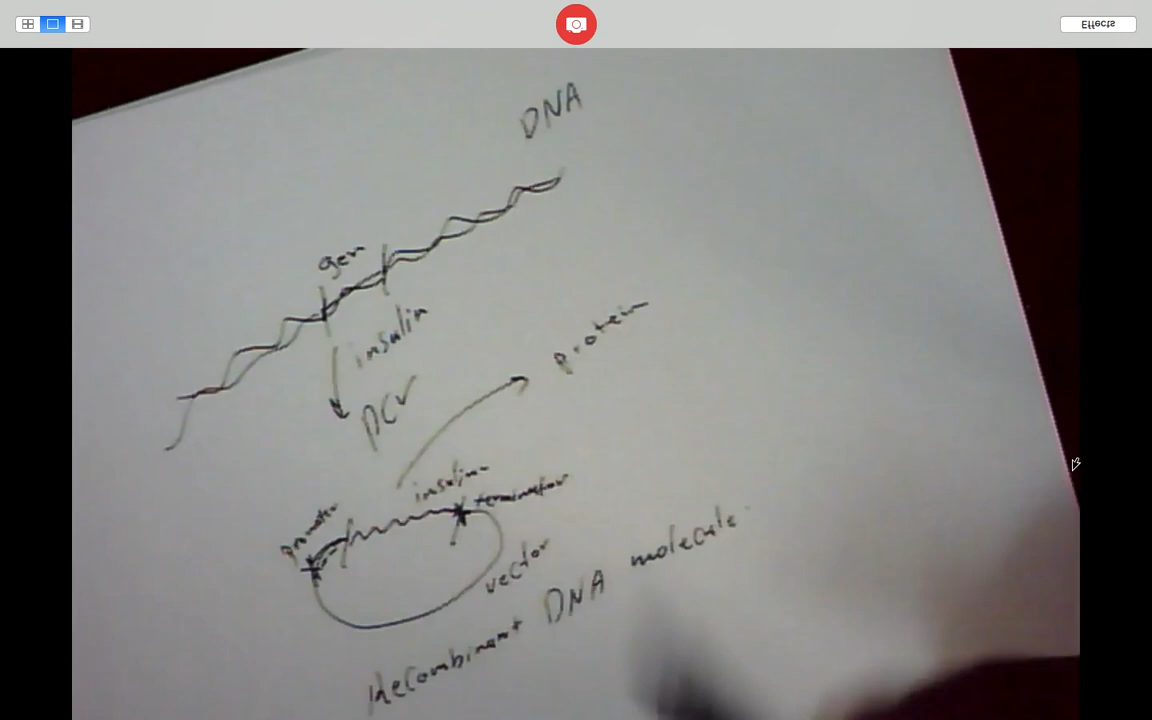 Effects
DNA
gen
insulin
PCR
protein
insulin
promoter
terminator
vector
Recombinant DNA molecule